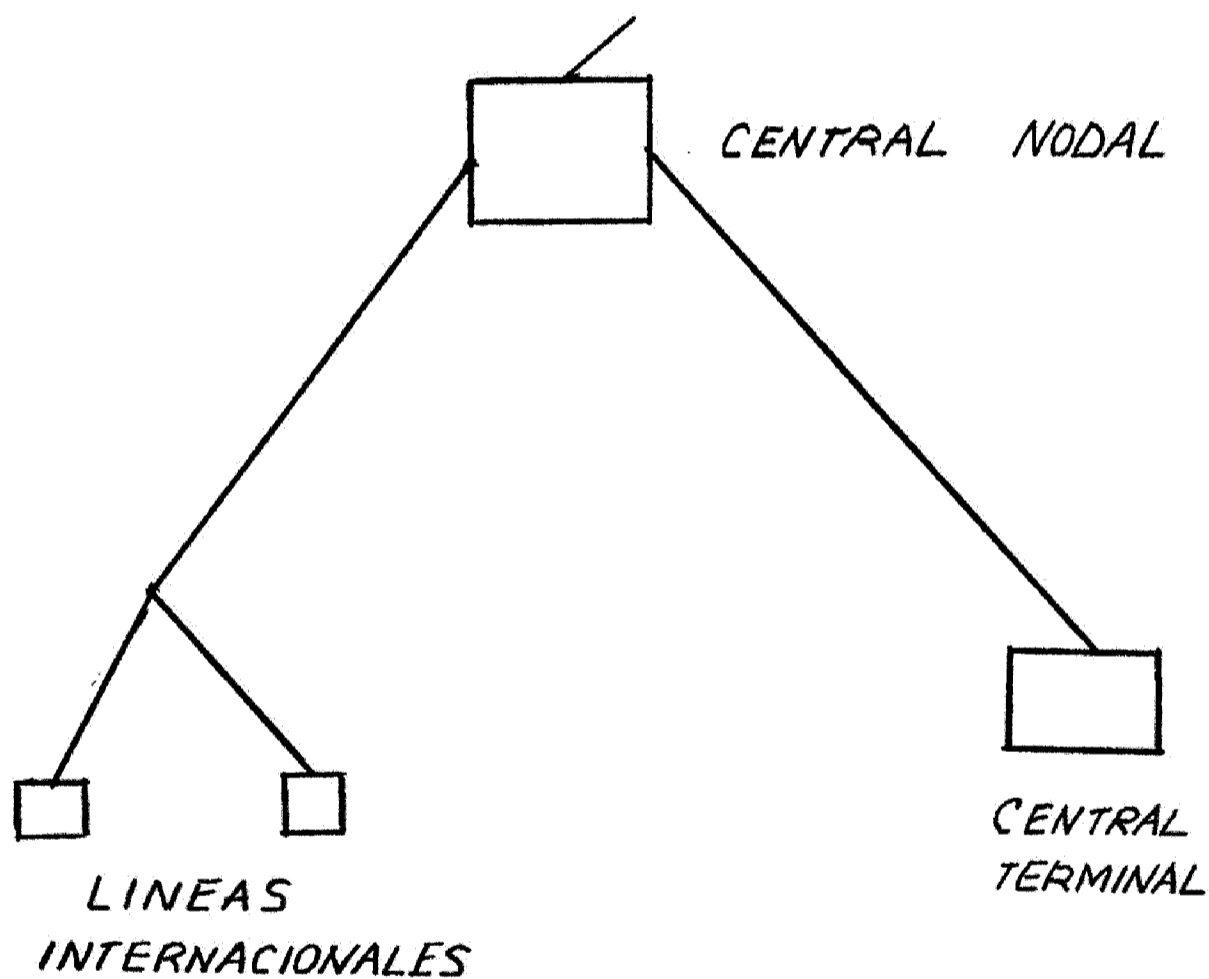 CENTRAL NODAL
CENTRAL
TERMINAL
LINEAS
INTERNACIONALES